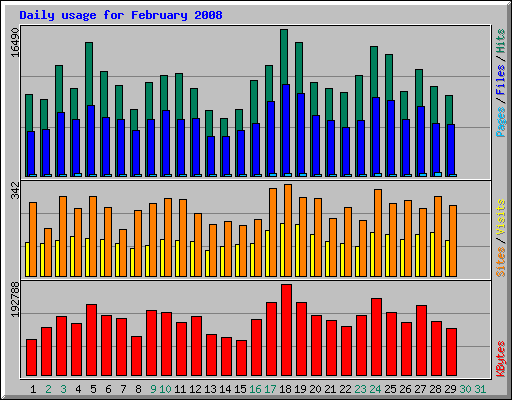 Daily usage for February 2008
16490
Pages / Files / Hits
342
Sites / Visits
192788
KBytes
1 2 3 4 5 6 7 8 9 10 11 12 13 14 15 16 17 18 19 20 21 22 23 24 25 26 27 28 29 30 31